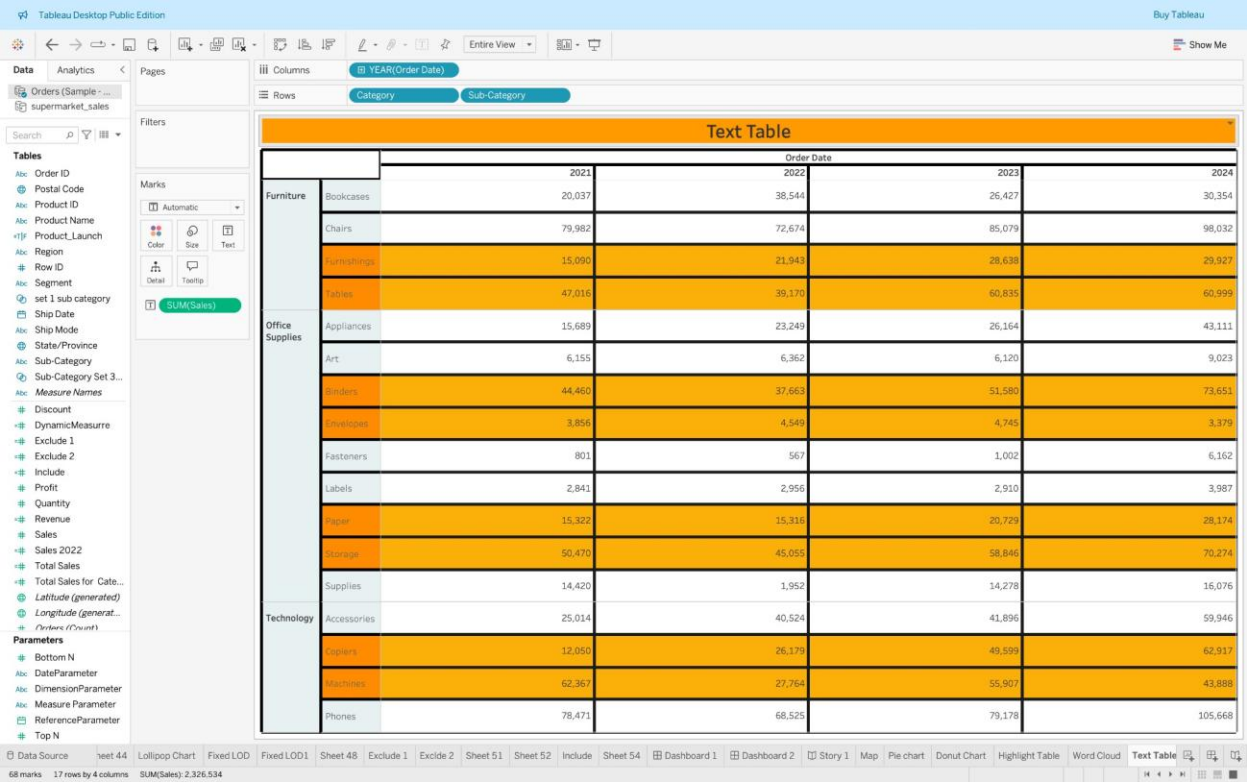 Tableau Desktop Public Edition Buy Tableau
Entire View Show Me
Data Analytics
Orders (Sample - ...
supermarket_sales
Search
Tables
Abc Order ID
Postal Code
Abc Product ID
Abc Product Name
Product_Launch
Abc Region
# Row ID
Abc Segment
set 1 sub category
Ship Date
Abc Ship Mode
State/Province
Abc Sub-Category
Sub-Category Set 3...
Abc Measure Names
# Discount
=# DynamicMeasurre
=# Exclude 1
=# Exclude 2
=# Include
# Profit
# Quantity
=# Revenue
# Sales
=# Sales 2022
=# Total Sales
=# Total Sales for Cate...
Latitude (generated)
Longitude (generat...
# Orders (Count)
Parameters
# Bottom N
Abc DateParameter
Abc DimensionParameter
Abc Measure Parameter
ReferenceParameter
# Top N
Pages
Filters
Marks
Automatic
Color Size Text
Detail Tooltip
SUM(Sales)
Columns YEAR(Order Date)
Rows Category Sub-Category
Text Table
Order Date
2021 2022 2023 2024
Furniture Bookcases 20,037 38,544 26,427 30,354
Chairs 79,982 72,674 85,079 98,032
Furnishings 15,090 21,943 28,638 29,927
Tables 47,016 39,170 60,835 60,999
Office Supplies Appliances 15,689 23,249 26,164 43,111
Art 6,155 6,362 6,120 9,023
Binders 44,460 37,663 51,580 73,651
Envelopes 3,856 4,549 4,745 3,379
Fasteners 801 567 1,002 6,162
Labels 2,841 2,956 2,910 3,987
Paper 15,322 15,316 20,729 28,174
Storage 50,470 45,055 58,846 70,274
Supplies 14,420 1,952 14,278 16,076
Technology Accessories 25,014 40,524 41,896 59,946
Copiers 12,050 26,179 49,599 62,917
Machines 62,367 27,764 55,907 43,888
Phones 78,471 68,525 79,178 105,668
Data Source heet 44 Lollipop Chart Fixed LOD Fixed LOD1 Sheet 48 Exclude 1 Exclde 2 Sheet 51 Sheet 52 Include Sheet 54 Dashboard 1 Dashboard 2 Story 1 Map Pie chart Donut Chart Highlight Table Word Cloud Text Table
68 marks 17 rows by 4 columns SUM(Sales): 2,326,534